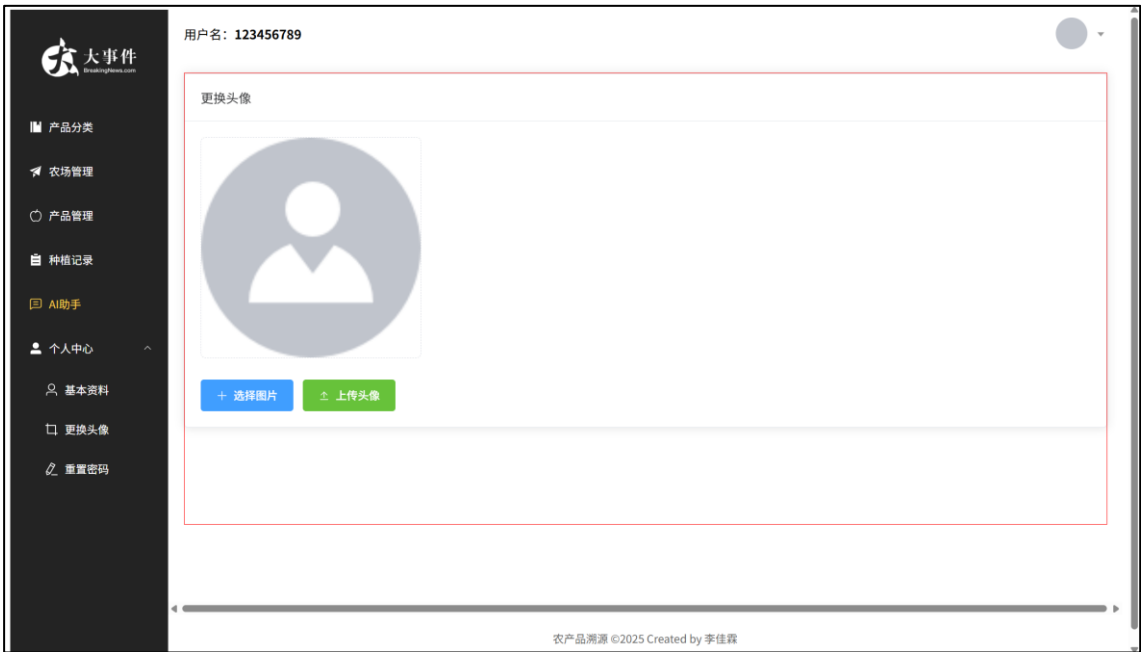 大事件
BreakingNews.com
用户名：123456789
产品分类
农场管理
产品管理
种植记录
AI助手
个人中心
基本资料
更换头像
重置密码
更换头像
选择图片
上传头像
农产品溯源 ©2025 Created by 李佳霖